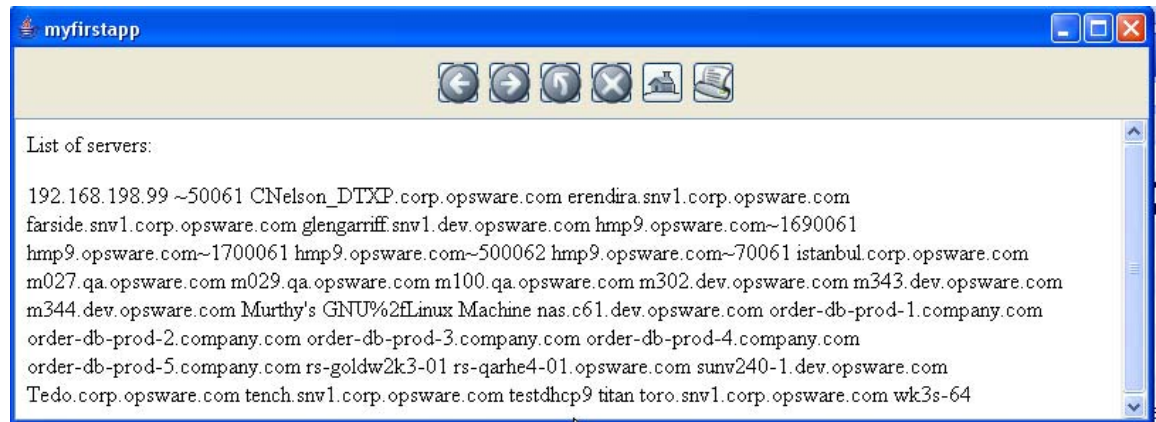 myfirstapp
List of servers:
192.168.198.99 ~50061 CNelson_DTXP.corp.opsware.com erendira.snv1.corp.opsware.com
farside.snv1.corp.opsware.com glengarriff.snv1.dev.opsware.com hmp9.opsware.com~1690061
hmp9.opsware.com~1700061 hmp9.opsware.com~500062 hmp9.opsware.com~70061 istanbul.corp.opsware.com
m027.qa.opsware.com m029.qa.opsware.com m100.qa.opsware.com m302.dev.opsware.com m343.dev.opsware.com
m344.dev.opsware.com Murthy's GNU%2fLinux Machine nas.c61.dev.opsware.com order-db-prod-1.company.com
order-db-prod-2.company.com order-db-prod-3.company.com order-db-prod-4.company.com
order-db-prod-5.company.com rs-goldw2k3-01 rs-qarhe4-01.opsware.com sunv240-1.dev.opsware.com
Tedo.corp.opsware.com tench.snv1.corp.opsware.com testdhcp9 titan toro.snv1.corp.opsware.com wk3s-64